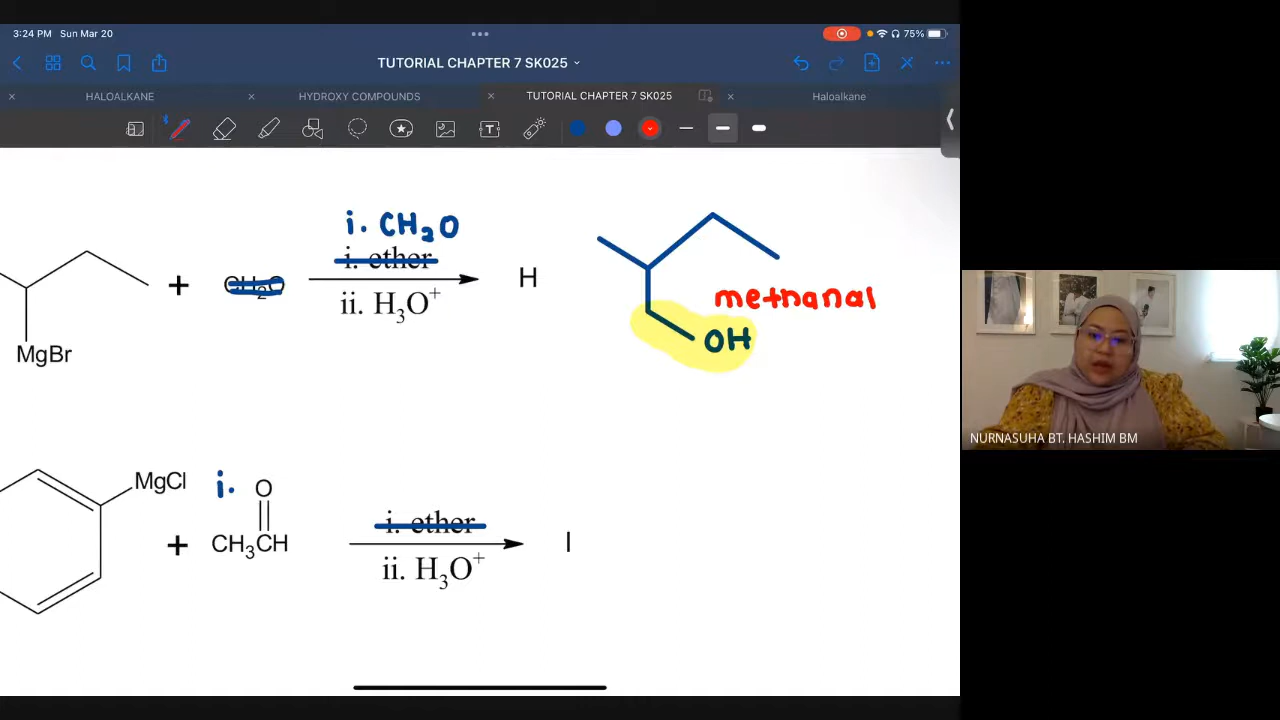 3:24 PM Sun Mar 20
75%
TUTORIAL CHAPTER 7 SK025
HALOALKANE
HYDROXY COMPOUNDS
TUTORIAL CHAPTER 7 SK025
Haloalkane
i. CH₂O
i. ether
+ CH₂O
ii. H₃O⁺
H
methanal
OH
MgBr
MgCl
i.
O
+ CH₃CH
i. ether
ii. H₃O⁺
I
NURNASUHA BT. HASHIM BM